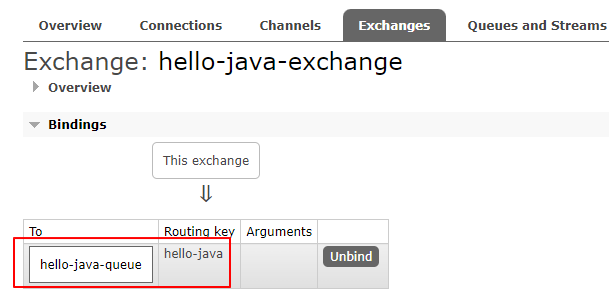 Overview Connections Channels Exchanges Queues and Streams
Exchange: hello-java-exchange
Overview
Bindings
This exchange
⇓
To Routing key Arguments
hello-java-queue hello-java Unbind